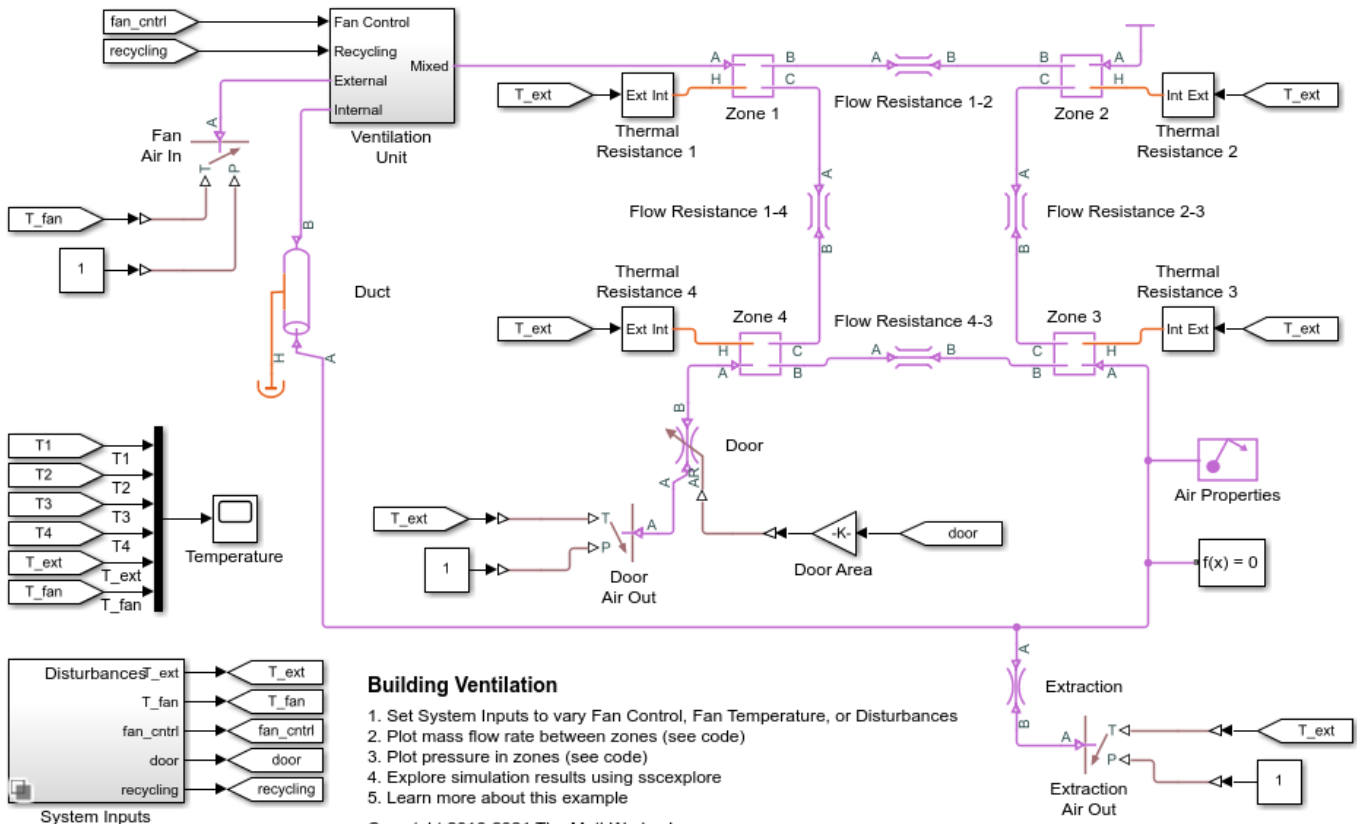 fan_cntrl
recycling
Fan Control
Recycling
External
Internal
Mixed
Ventilation
Unit
A
Fan
Air In
T
P
T_fan
1
B
Duct
H
A
T_ext
Ext Int
Thermal
Resistance 1
A
H
B
C
Zone 1
A
B
Flow Resistance 1-2
B
C
A
H
Zone 2
Int Ext
T_ext
Thermal
Resistance 2
A
Flow Resistance 1-4
B
A
Flow Resistance 2-3
B
Thermal
Resistance 4
T_ext
Ext Int
Zone 4
H
A
C
B
Flow Resistance 4-3
A
B
Zone 3
C
B
H
A
Thermal
Resistance 3
Int Ext
T_ext
B
Door
AR
A
T_ext
1
T
P
A
Door
Air Out
-K-
Door Area
door
Air Properties
f(x) = 0
T1
T2
T3
T4
T_ext
T_fan
T1
T2
T3
T4
T_ext
T_fan
Temperature
Disturbances
T_ext
T_fan
fan_cntrl
door
recycling
T_ext
T_fan
fan_cntrl
door
recycling
System Inputs
Building Ventilation
1. Set System Inputs to vary Fan Control, Fan Temperature, or Disturbances
2. Plot mass flow rate between zones (see code)
3. Plot pressure in zones (see code)
4. Explore simulation results using sscexplore
5. Learn more about this example
A
Extraction
B
A
T
P
T_ext
1
Extraction
Air Out